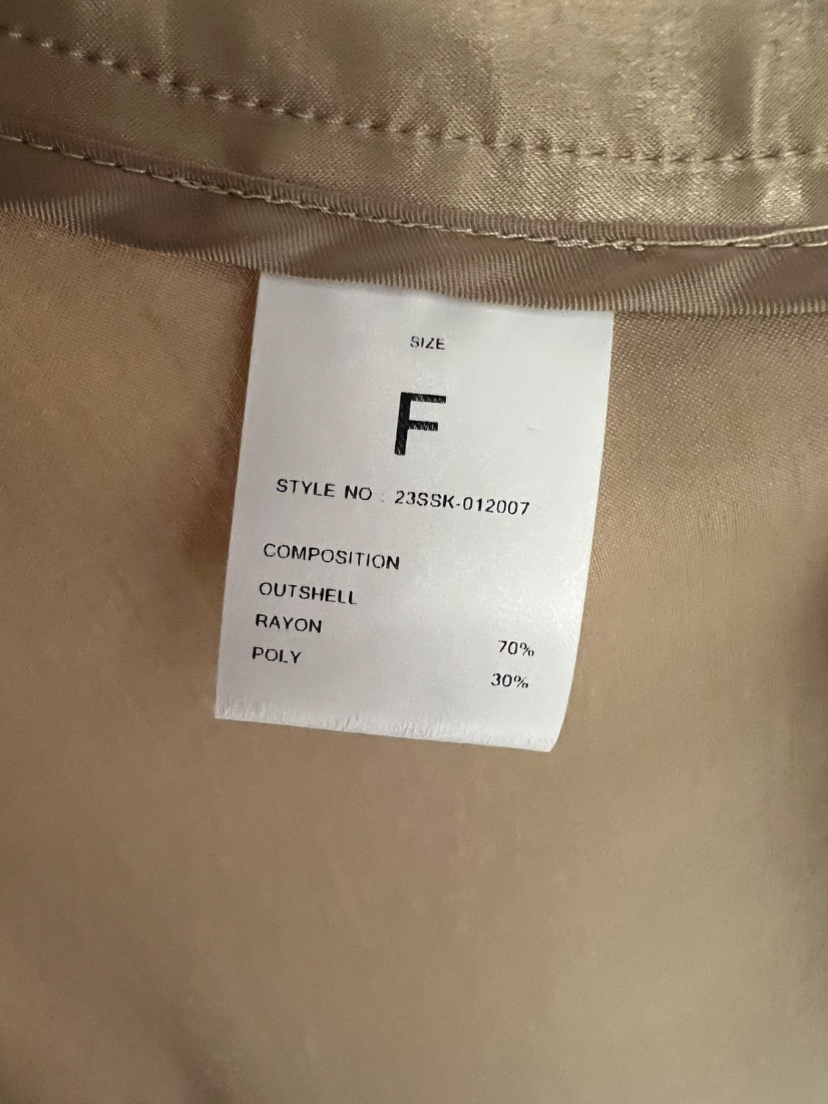 SIZE
F
STYLE NO : 23SSK-012007
COMPOSITION
OUTSHELL
RAYON 70%
POLY 30%